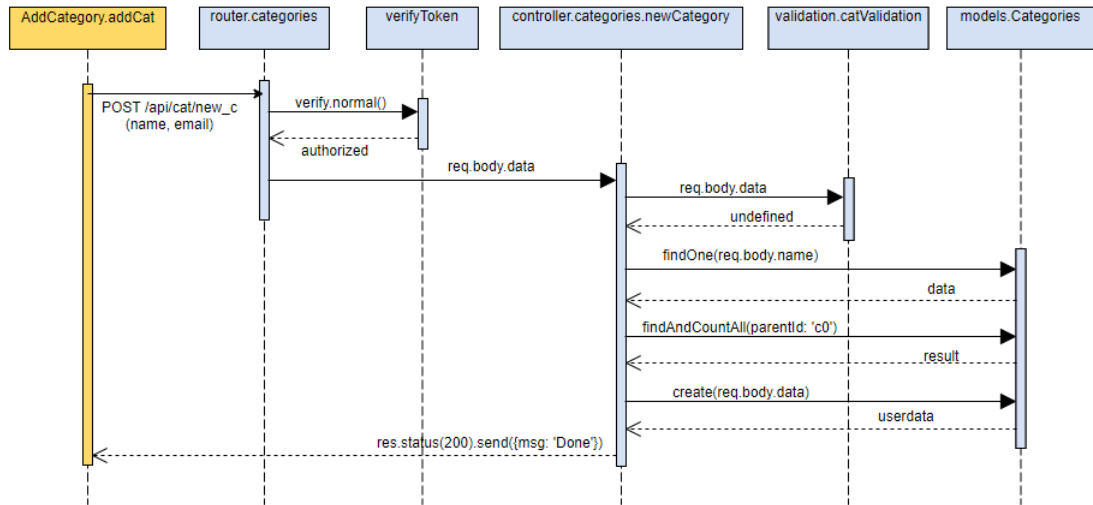 AddCategory.addCat
router.categories
verifyToken
controller.categories.newCategory
validation.catValidation
models.Categories
POST /api/cat/new_c
(name, email)
verify.normal()
authorized
req.body.data
req.body.data
undefined
findOne(req.body.name)
data
findAndCountAll(parentId: 'c0')
result
create(req.body.data)
userdata
res.status(200).send({msg: 'Done'})